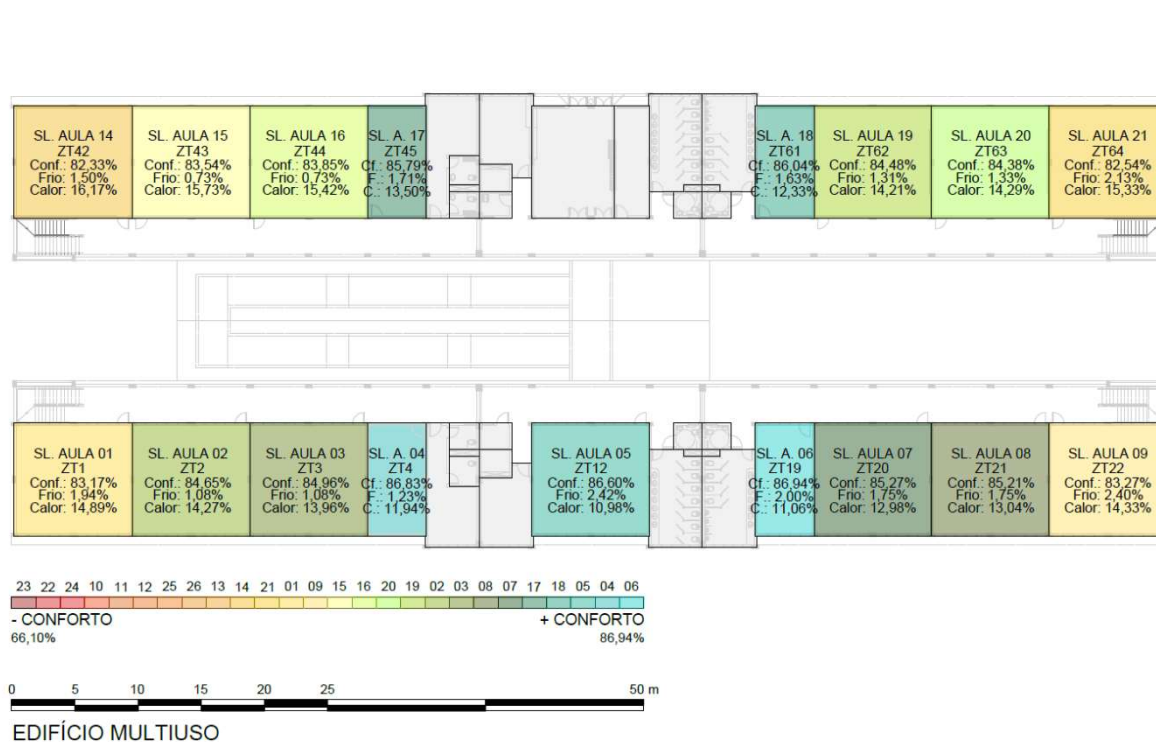 SL. AULA 14
ZT42
Conf.: 82,33%
Frio: 1,50%
Calor: 16,17%
SL. AULA 15
ZT43
Conf.: 83,54%
Frio: 0,73%
Calor: 15,73%
SL. AULA 16
ZT44
Conf.: 83,85%
Frio: 0,73%
Calor: 15,42%
SL. A. 17
ZT45
Cf.: 85,79%
F.: 1,71%
C.: 13,50%
SL. A. 18
ZT61
Cf.: 86,04%
F.: 1,63%
C.: 12,33%
SL. AULA 19
ZT62
Conf.: 84,48%
Frio: 1,31%
Calor: 14,21%
SL. AULA 20
ZT63
Conf.: 84,38%
Frio: 1,33%
Calor: 14,29%
SL. AULA 21
ZT64
Conf.: 82,54%
Frio: 2,13%
Calor: 15,33%
SL. AULA 01
ZT1
Conf.: 83,17%
Frio: 1,94%
Calor: 14,89%
SL. AULA 02
ZT2
Conf.: 84,65%
Frio: 1,08%
Calor: 14,27%
SL. AULA 03
ZT3
Conf.: 84,96%
Frio: 1,08%
Calor: 13,96%
SL. A. 04
ZT4
Cf.: 86,83%
F.: 1,23%
C.: 11,94%
SL. AULA 05
ZT12
Conf.: 86,60%
Frio: 2,42%
Calor: 10,98%
SL. A. 06
ZT19
Cf.: 86,94%
F.: 2,00%
C.: 11,06%
SL. AULA 07
ZT20
Conf.: 85,27%
Frio: 1,75%
Calor: 12,98%
SL. AULA 08
ZT21
Conf.: 85,21%
Frio: 1,75%
Calor: 13,04%
SL. AULA 09
ZT22
Conf.: 83,27%
Frio: 2,40%
Calor: 14,33%
23 22 24 10 11 12 25 26 13 14 21 01 09 15 16 20 19 02 03 08 07 17 18 05 04 06
- CONFORTO + CONFORTO
66,10% 86,94%
0 5 10 15 20 25 50 m
EDIFÍCIO MULTIUSO